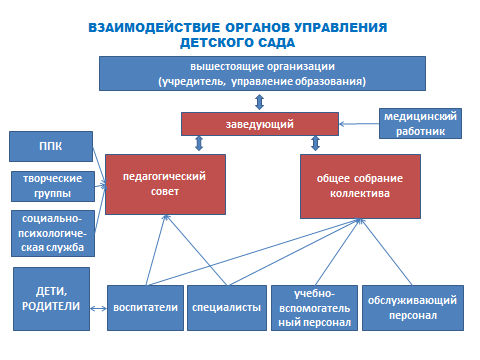 ВЗАИМОДЕЙСТВИЕ ОРГАНОВ УПРАВЛЕНИЯ
ДЕТСКОГО САДА
вышестоящие организации
(учредитель, управление образования)
заведующий
медицинский
работник
ППК
творческие
группы
социально-
психологиче-
ская служба
педагогический
совет
общее собрание
коллектива
ДЕТИ,
РОДИТЕЛИ
воспитатели
специалисты
учебно-
вспомогатель
ный персонал
обслуживающий
персонал